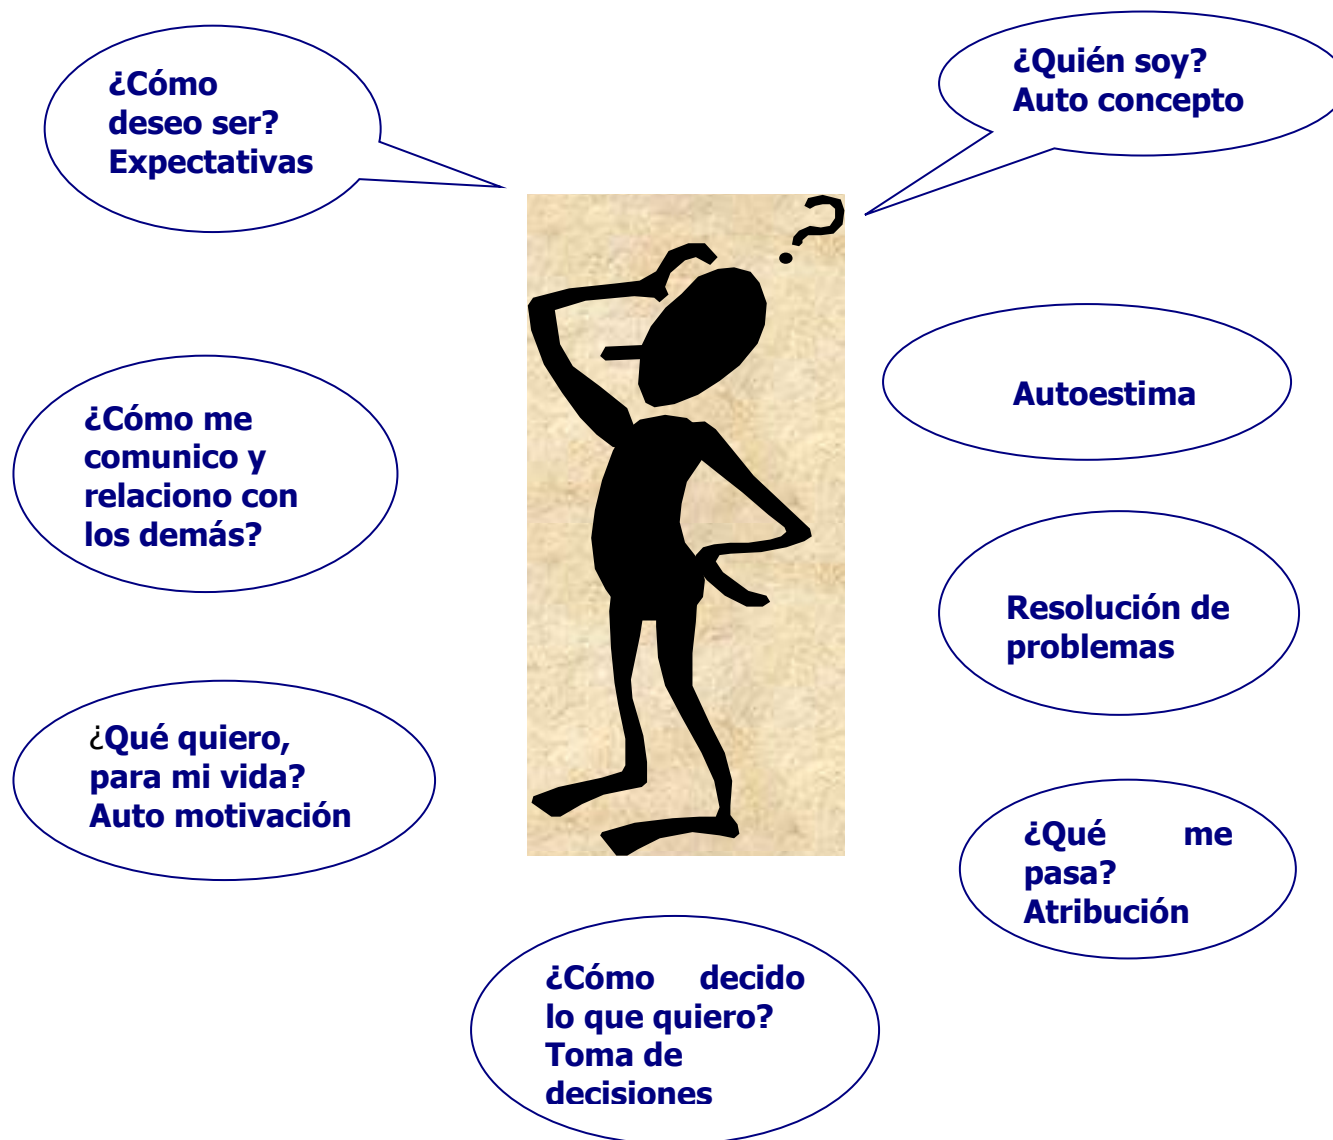 ¿Cómo
deseo ser?
Expectativas
¿Quién soy?
Auto concepto
?
Autoestima
¿Cómo me
comunico y
relaciono con
los demás?
Resolución de
problemas
¿Qué quiero,
para mi vida?
Auto motivación
¿Qué me
pasa?
Atribución
¿Cómo decido
lo que quiero?
Toma de
decisiones